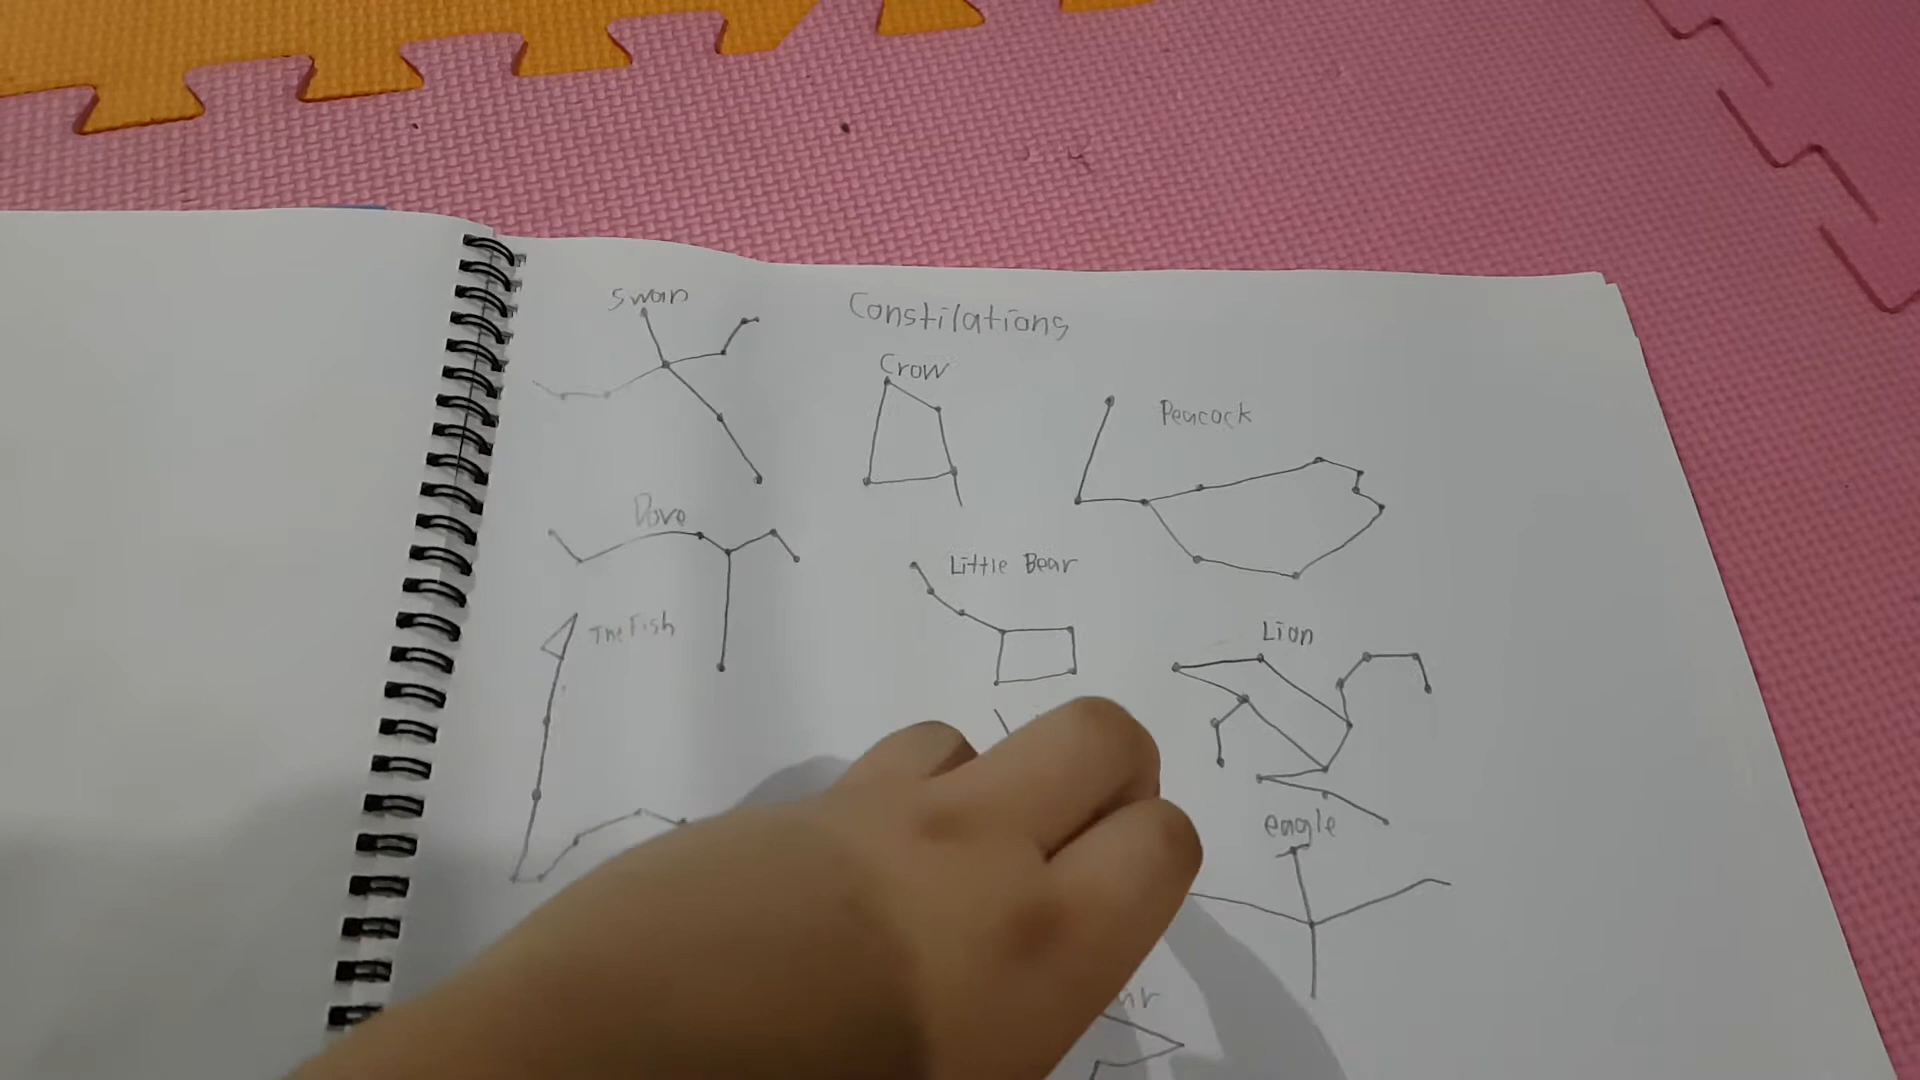 Swan
Constilations
Crow
Peacock
Dove
Little Bear
The Fish
Lion
eagle